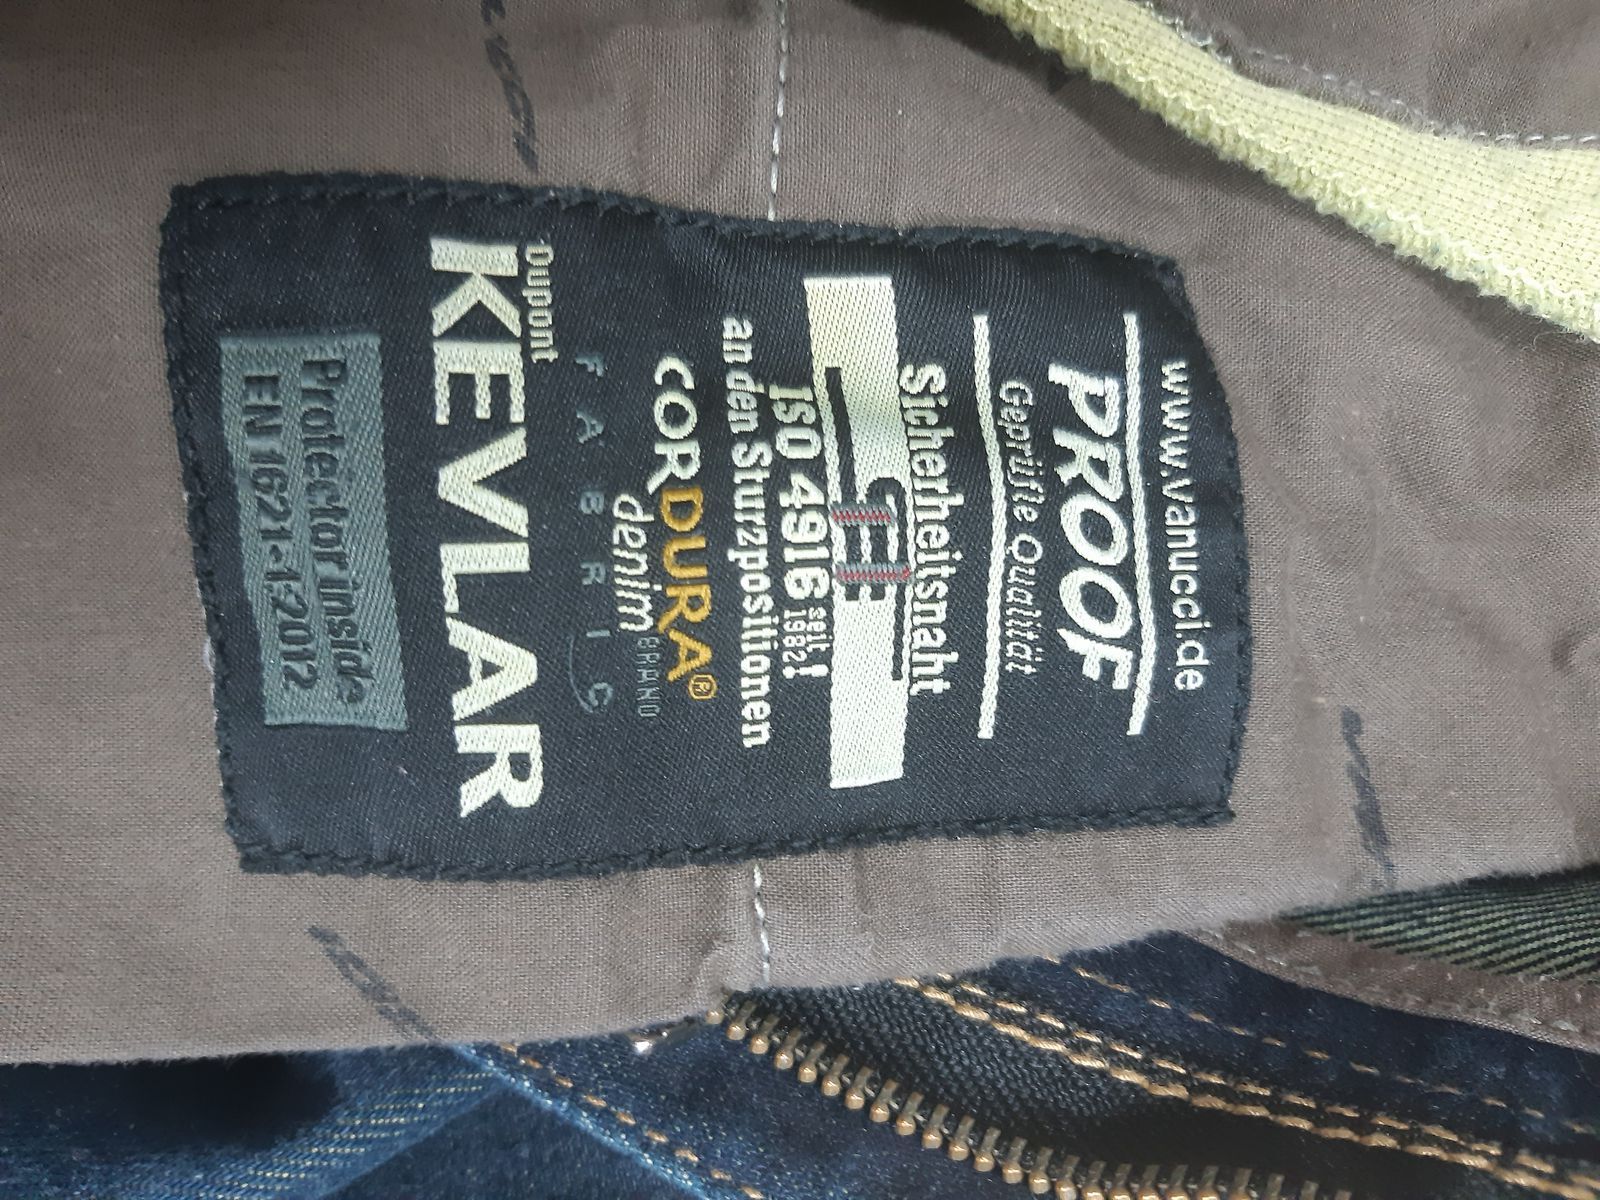 www.vanucci.de
PROOF
Geprüfte Qualität
Sicherheitsnaht
ISO 4916 seit 1982!
an den Sturzpositionen
CORDURA®
denim BRAND
FABRIC
Dupont
KEVLAR
Protector inside
EN 1621-1:2012